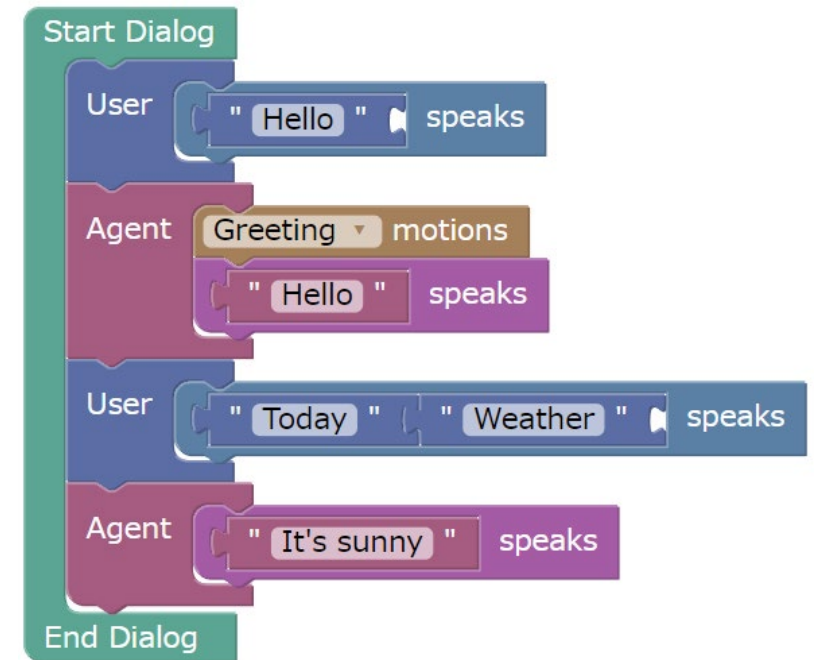 Start Dialog
User " Hello " speaks
Agent Greeting ▾ motions
" Hello " speaks
User " Today " " Weather " speaks
Agent " It's sunny " speaks
End Dialog